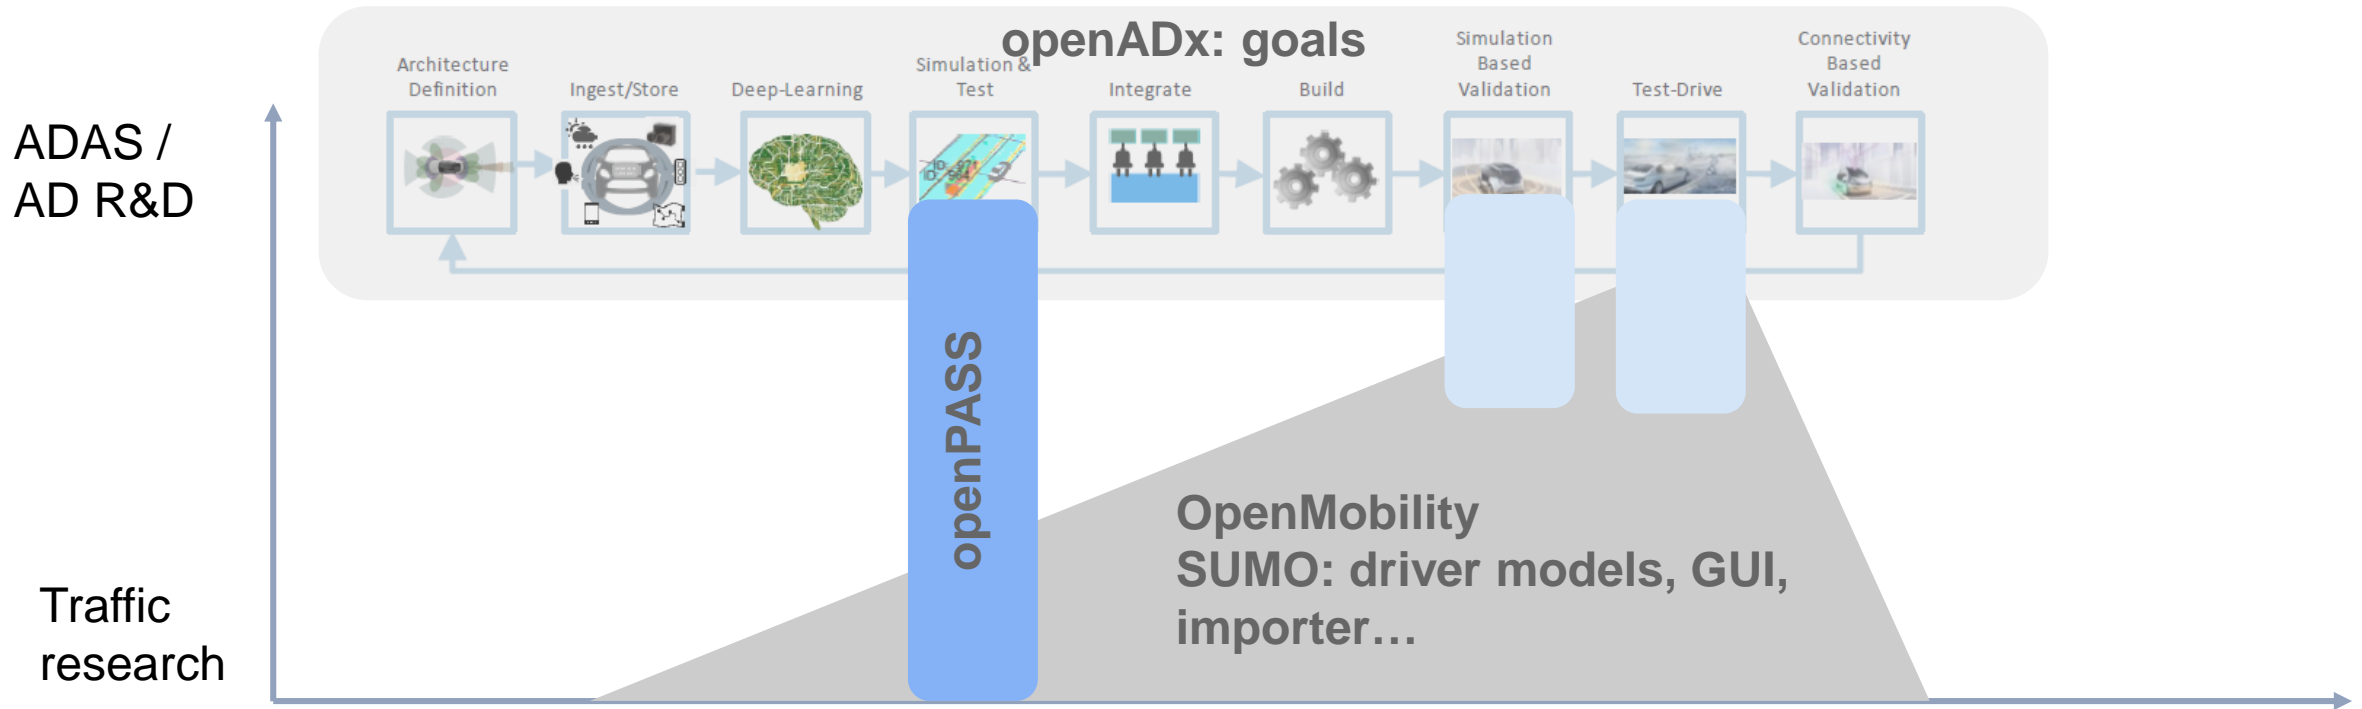 openADx: goals
Architecture
Definition
Ingest/Store
Deep-Learning
Simulation &
Test
Integrate
Build
Simulation
Based
Validation
Test-Drive
Connectivity
Based
Validation
ADAS /
AD R&D
openPASS
OpenMobility
SUMO: driver models, GUI,
importer…
Traffic
research